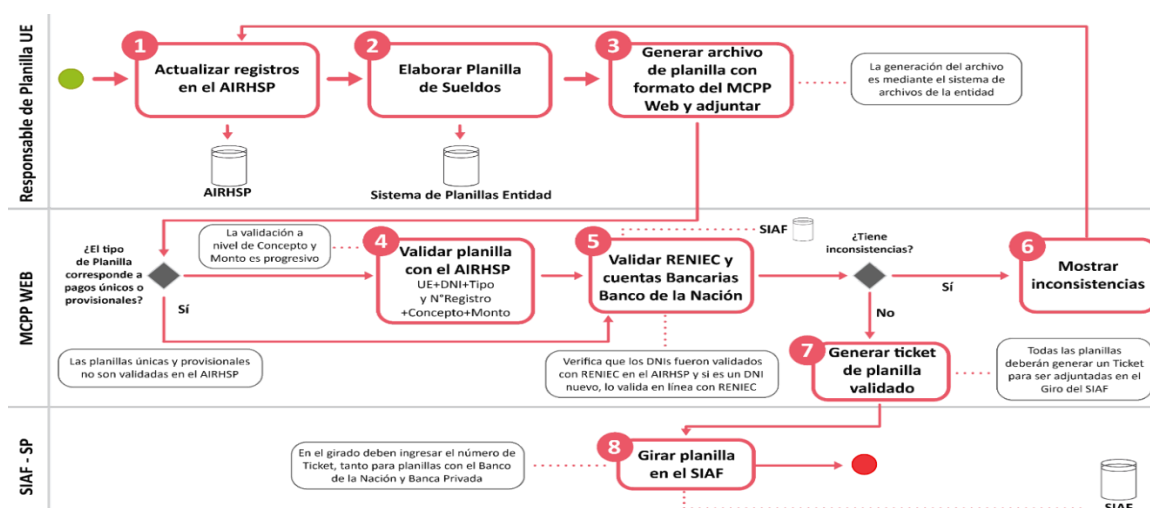 Responsable de Planilla UE
1
Actualizar registros
en el AIRHSP
AIRHSP
2
Elaborar Planilla
de Sueldos
Sistema de Planillas Entidad
3
Generar archivo
de planilla con
formato del MCPP
Web y adjuntar
La generación del archivo
es mediante el sistema de
archivos de la entidad
MCPP WEB
¿El tipo
de Planilla
corresponde a
pagos únicos o
provisionales?
Sí
Las planillas únicas y provisionales
no son validadas en el AIRHSP
La validación a
nivel de Concepto y
Monto es progresivo
4
Validar planilla
con el AIRHSP
UE+DNI+Tipo
y N°Registro
+Concepto+Monto
5
Validar RENIEC y
cuentas Bancarias
Banco de la Nación
SIAF
Verifica que los DNIs fueron validados
con RENIEC en el AIRHSP y si es un DNI
nuevo, lo valida en línea con RENIEC
¿Tiene
inconsistencias?
Sí
No
6
Mostrar
inconsistencias
7
Generar ticket
de planilla
validado
Todas las planillas
deberán generar un Ticket
para ser adjuntadas en el
Giro del SIAF
SIAF - SP
En el girado deben ingresar el número de
Ticket, tanto para planillas con el Banco
de la Nación y Banca Privada
8
Girar planilla
en el SIAF
SIAF